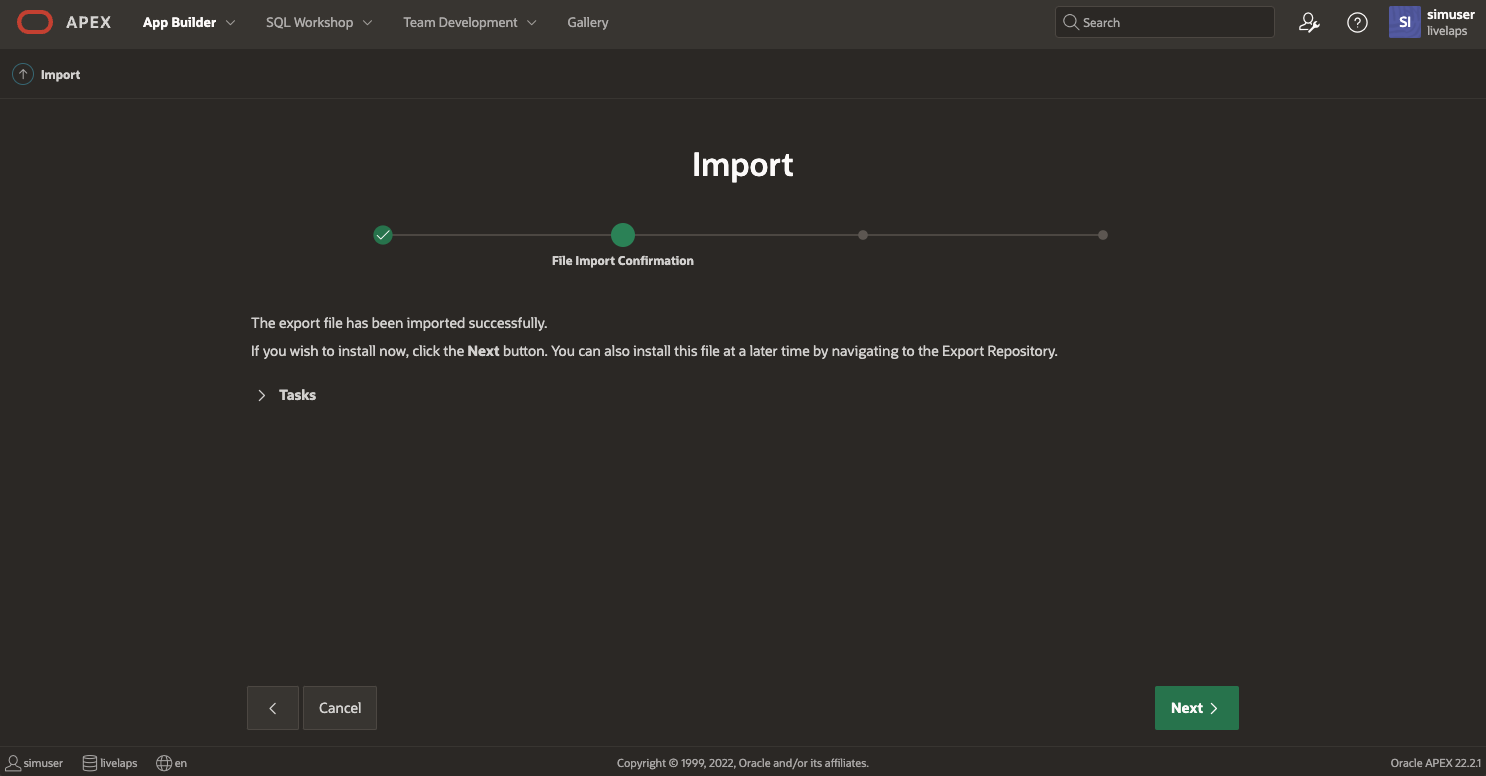 APEX App Builder SQL Workshop Team Development Gallery Search SI simuser
livelaps
Import
Import
File Import Confirmation
The export file has been imported successfully.
If you wish to install now, click the Next button. You can also install this file at a later time by navigating to the Export Repository.
Tasks
Cancel Next
simuser livelaps en Copyright © 1999, 2022, Oracle and/or its affiliates. Oracle APEX 22.2.1